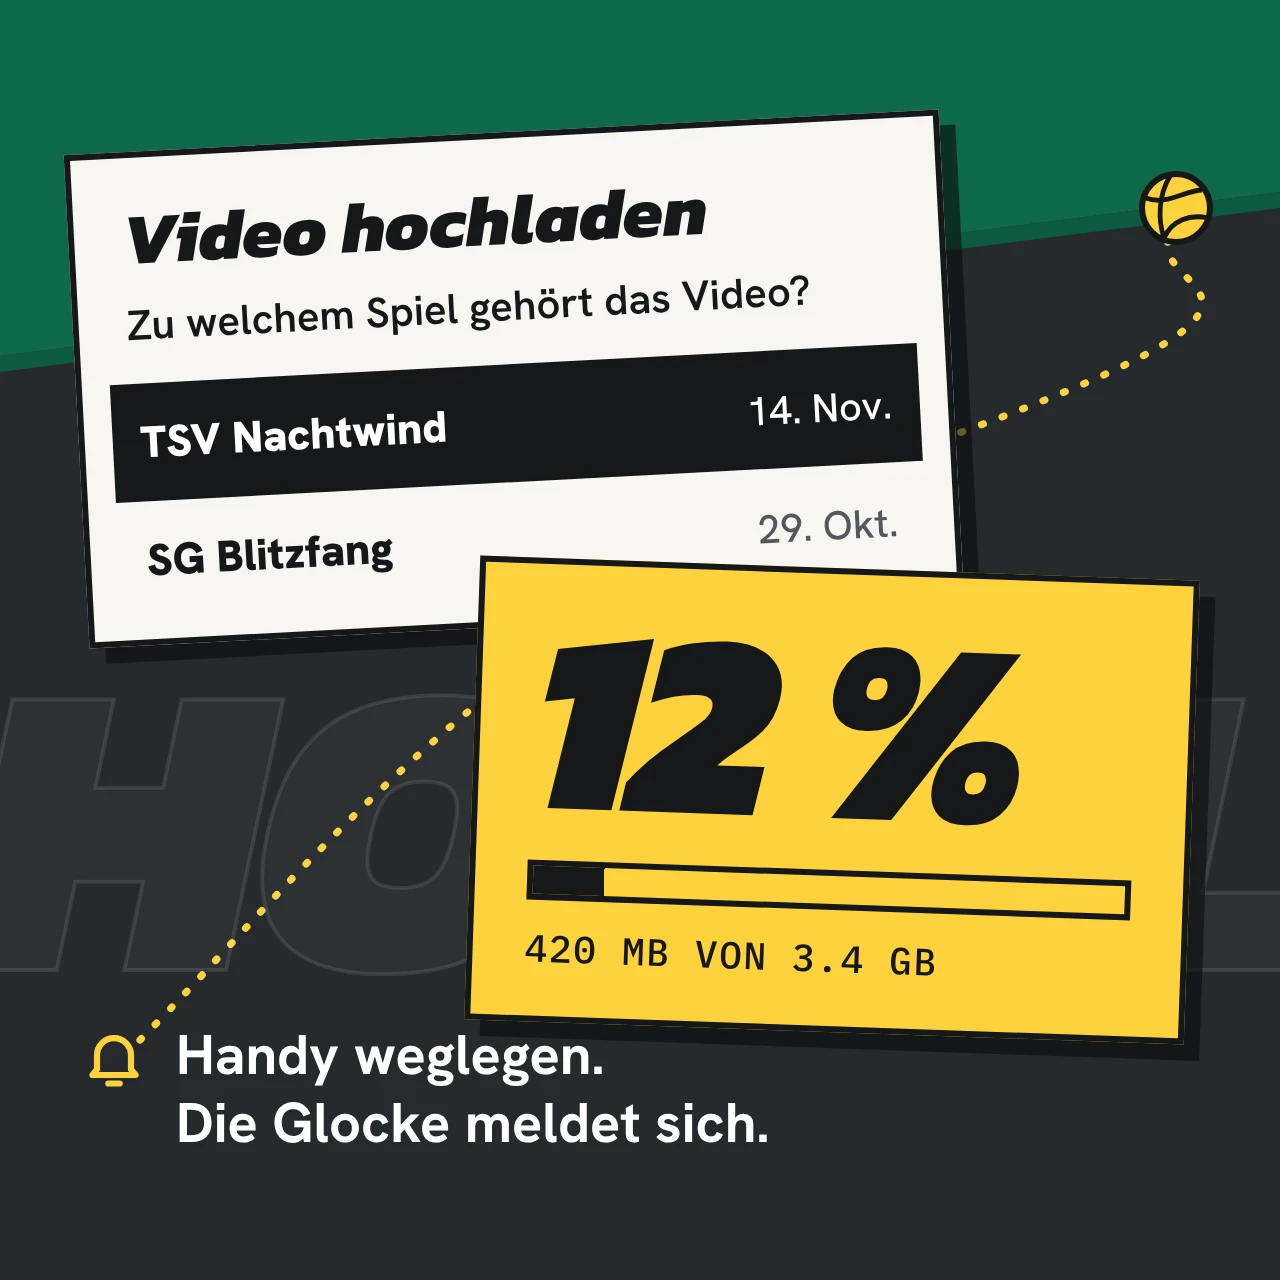 Video hochladen
Zu welchem Spiel gehört das Video?
TSV Nachtwind 14. Nov.
SG Blitzfang 29. Okt.
12 %
420 MB VON 3.4 GB
Handy weglegen.
Die Glocke meldet sich.